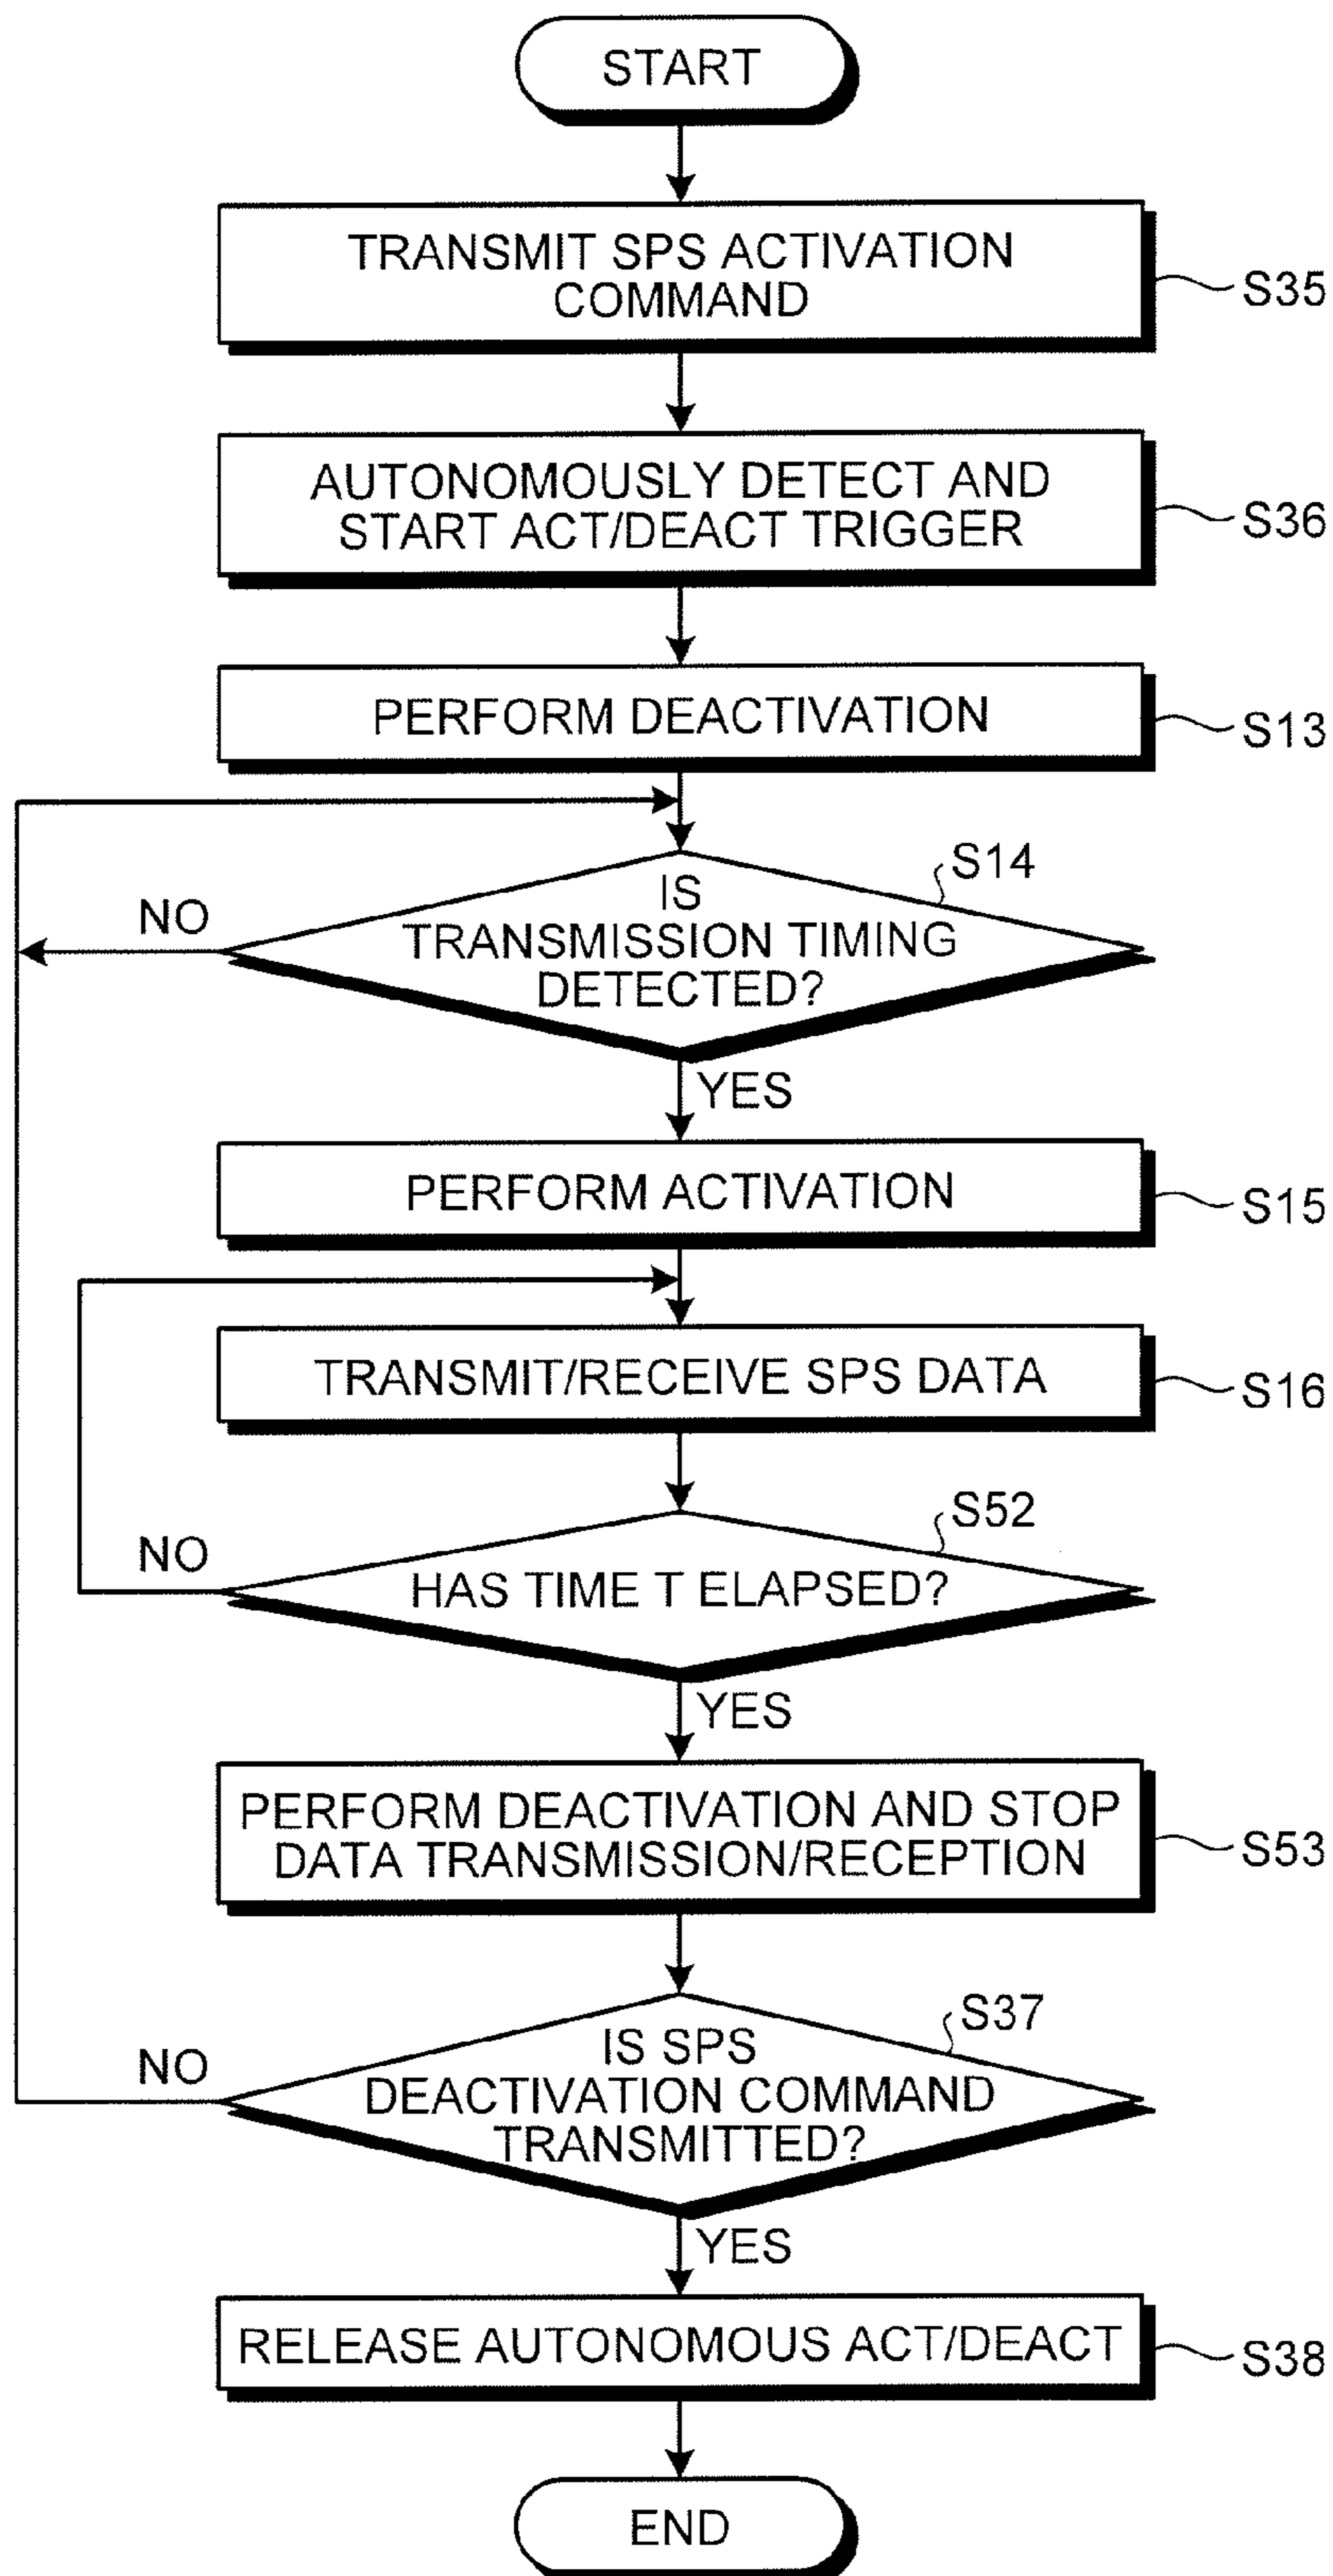 START
TRANSMIT SPS ACTIVATION
COMMAND
S35
AUTONOMOUSLY DETECT AND
START ACT/DEACT TRIGGER
S36
PERFORM DEACTIVATION
S13
S14
NO
IS
TRANSMISSION TIMING
DETECTED?
YES
PERFORM ACTIVATION
S15
TRANSMIT/RECEIVE SPS DATA
S16
S52
NO
HAS TIME T ELAPSED?
YES
PERFORM DEACTIVATION AND STOP
DATA TRANSMISSION/RECEPTION
S53
S37
NO
IS SPS
DEACTIVATION COMMAND
TRANSMITTED?
YES
RELEASE AUTONOMOUS ACT/DEACT
S38
END